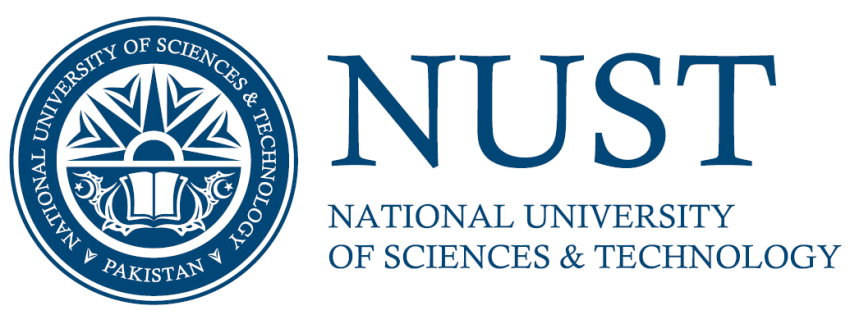 NATIONAL UNIVERSITY OF SCIENCES & TECHNOLOGY
PAKISTAN
NUST
NATIONAL UNIVERSITY
OF SCIENCES & TECHNOLOGY